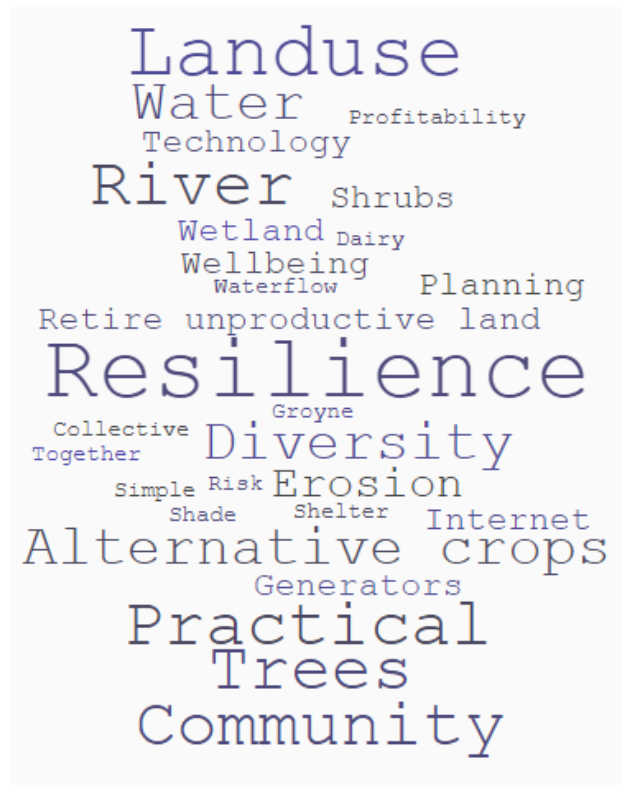 Landuse
Water
Profitability
Technology
River
Shrubs
Wetland
Dairy
Wellbeing
Waterflow
Planning
Retire unproductive land
Resilience
Groyne
Collective
Diversity
Together
Simple
Risk
Erosion
Shade
Shelter
Internet
Alternative crops
Generators
Practical
Trees
Community